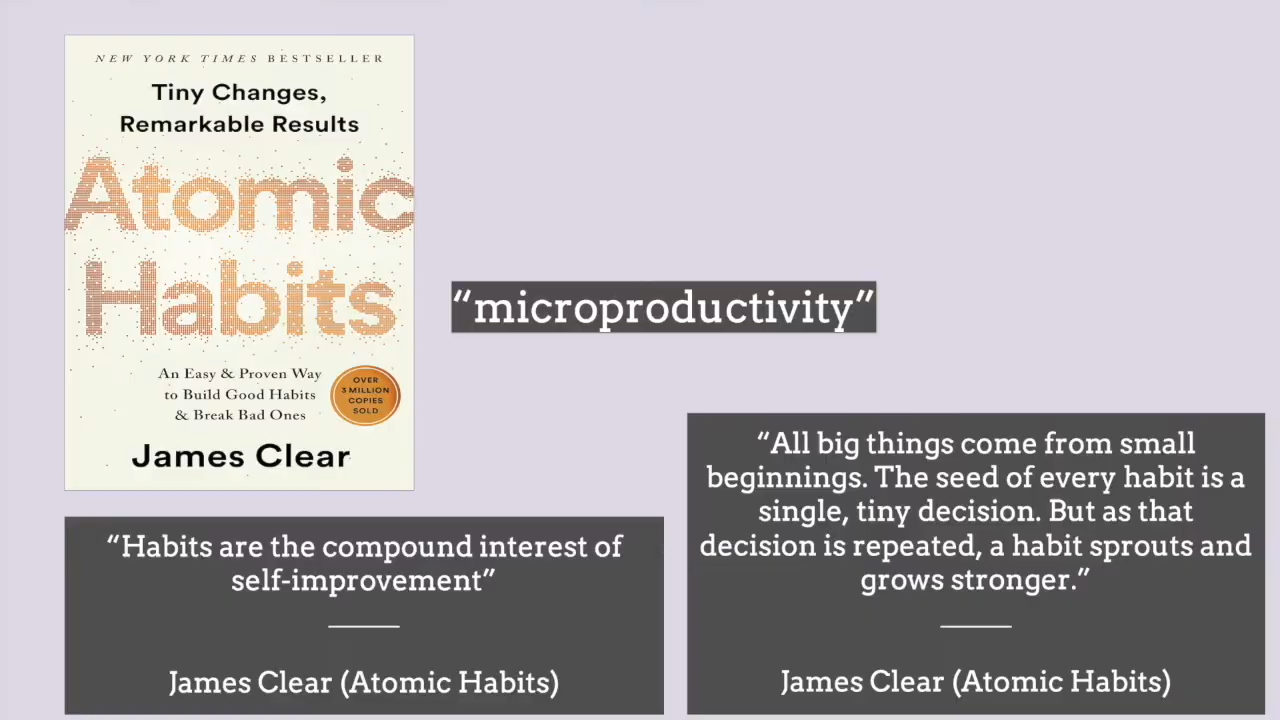 NEW YORK TIMES BESTSELLER
Tiny Changes,
Remarkable Results
Atomic
Habits
An Easy & Proven Way
to Build Good Habits
& Break Bad Ones
OVER
3 MILLION
COPIES
SOLD
James Clear
“microproductivity”
“Habits are the compound interest of
self-improvement”
James Clear (Atomic Habits)
“All big things come from small
beginnings. The seed of every habit is a
single, tiny decision. But as that
decision is repeated, a habit sprouts and
grows stronger.”
James Clear (Atomic Habits)